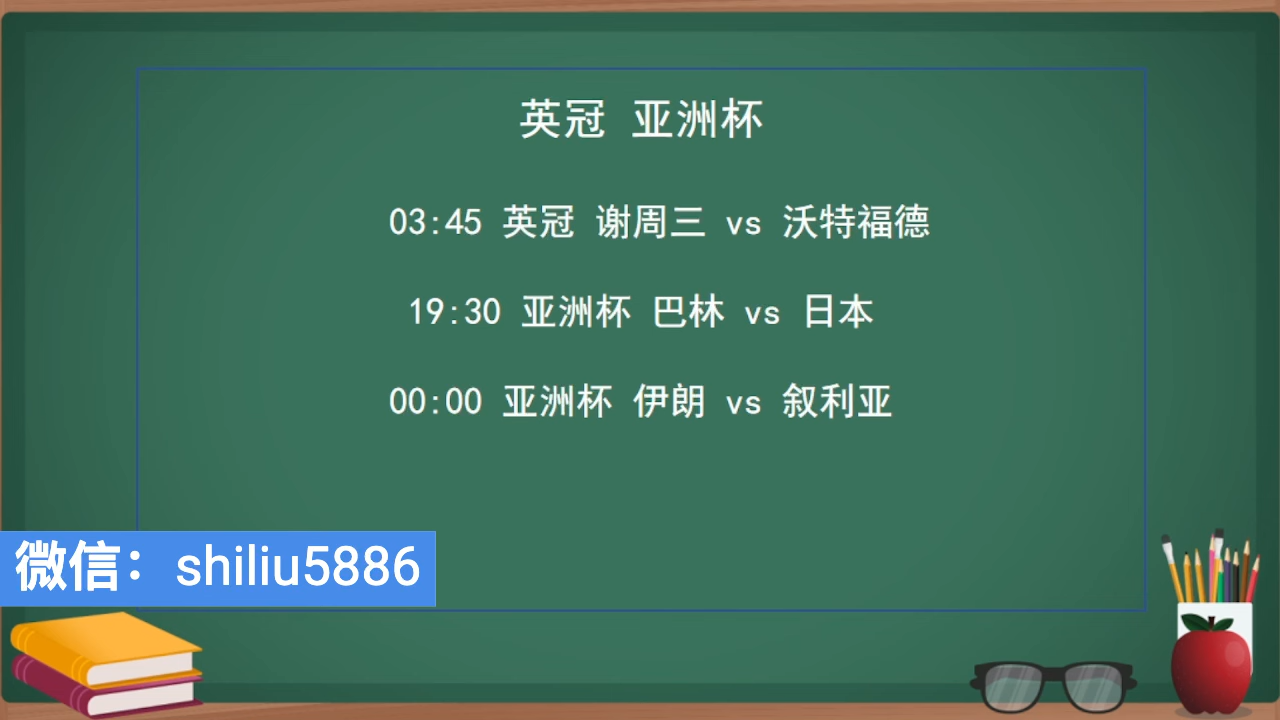 英冠 亚洲杯
03:45 英冠 谢周三 vs 沃特福德
19:30 亚洲杯 巴林 vs 日本
00:00 亚洲杯 伊朗 vs 叙利亚
微信：shiliu5886